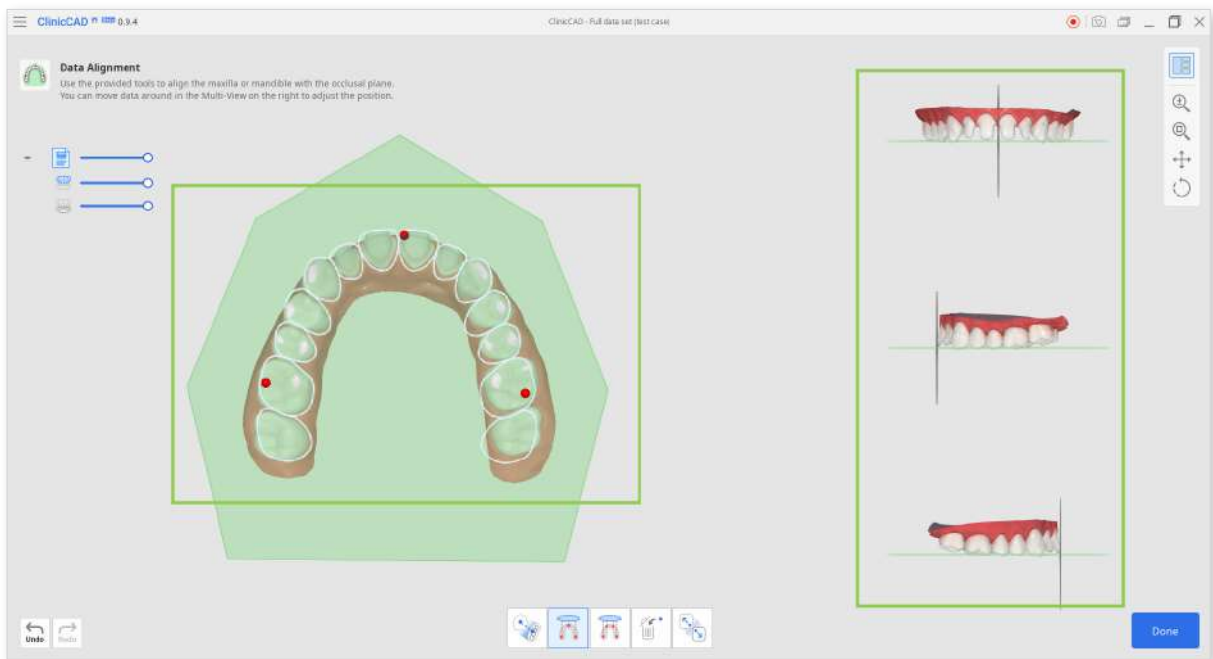 ClinicCAD 0.9.4
ClinicCAD - Full data set (test case)
Data Alignment
Use the provided tools to align the maxilla or mandible with the occlusal plane.
You can move data around in the Multi-View on the right to adjust the position.
Undo
Redo
Done